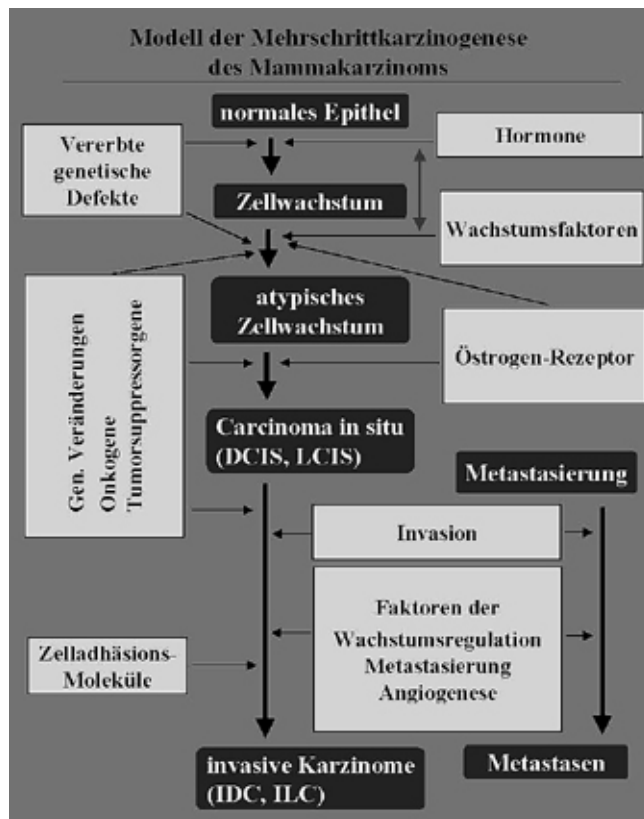 Modell der Mehrschrittkarzinogenese
des Mammakarzinoms
normales Epithel
Vererbte
genetische
Defekte
Hormone
Zellwachstum
Wachstumsfaktoren
atypisches
Zellwachstum
Östrogen-Rezeptor
Gen. Veränderungen
Onkogene
Tumorsuppressorgene
Carcinoma in situ
(DCIS, LCIS)
Metastasierung
Invasion
Faktoren der
Wachstumsregulation
Metastasierung
Angiogenese
Zelladhäsions-
Moleküle
invasive Karzinome
(IDC, ILC)
Metastasen